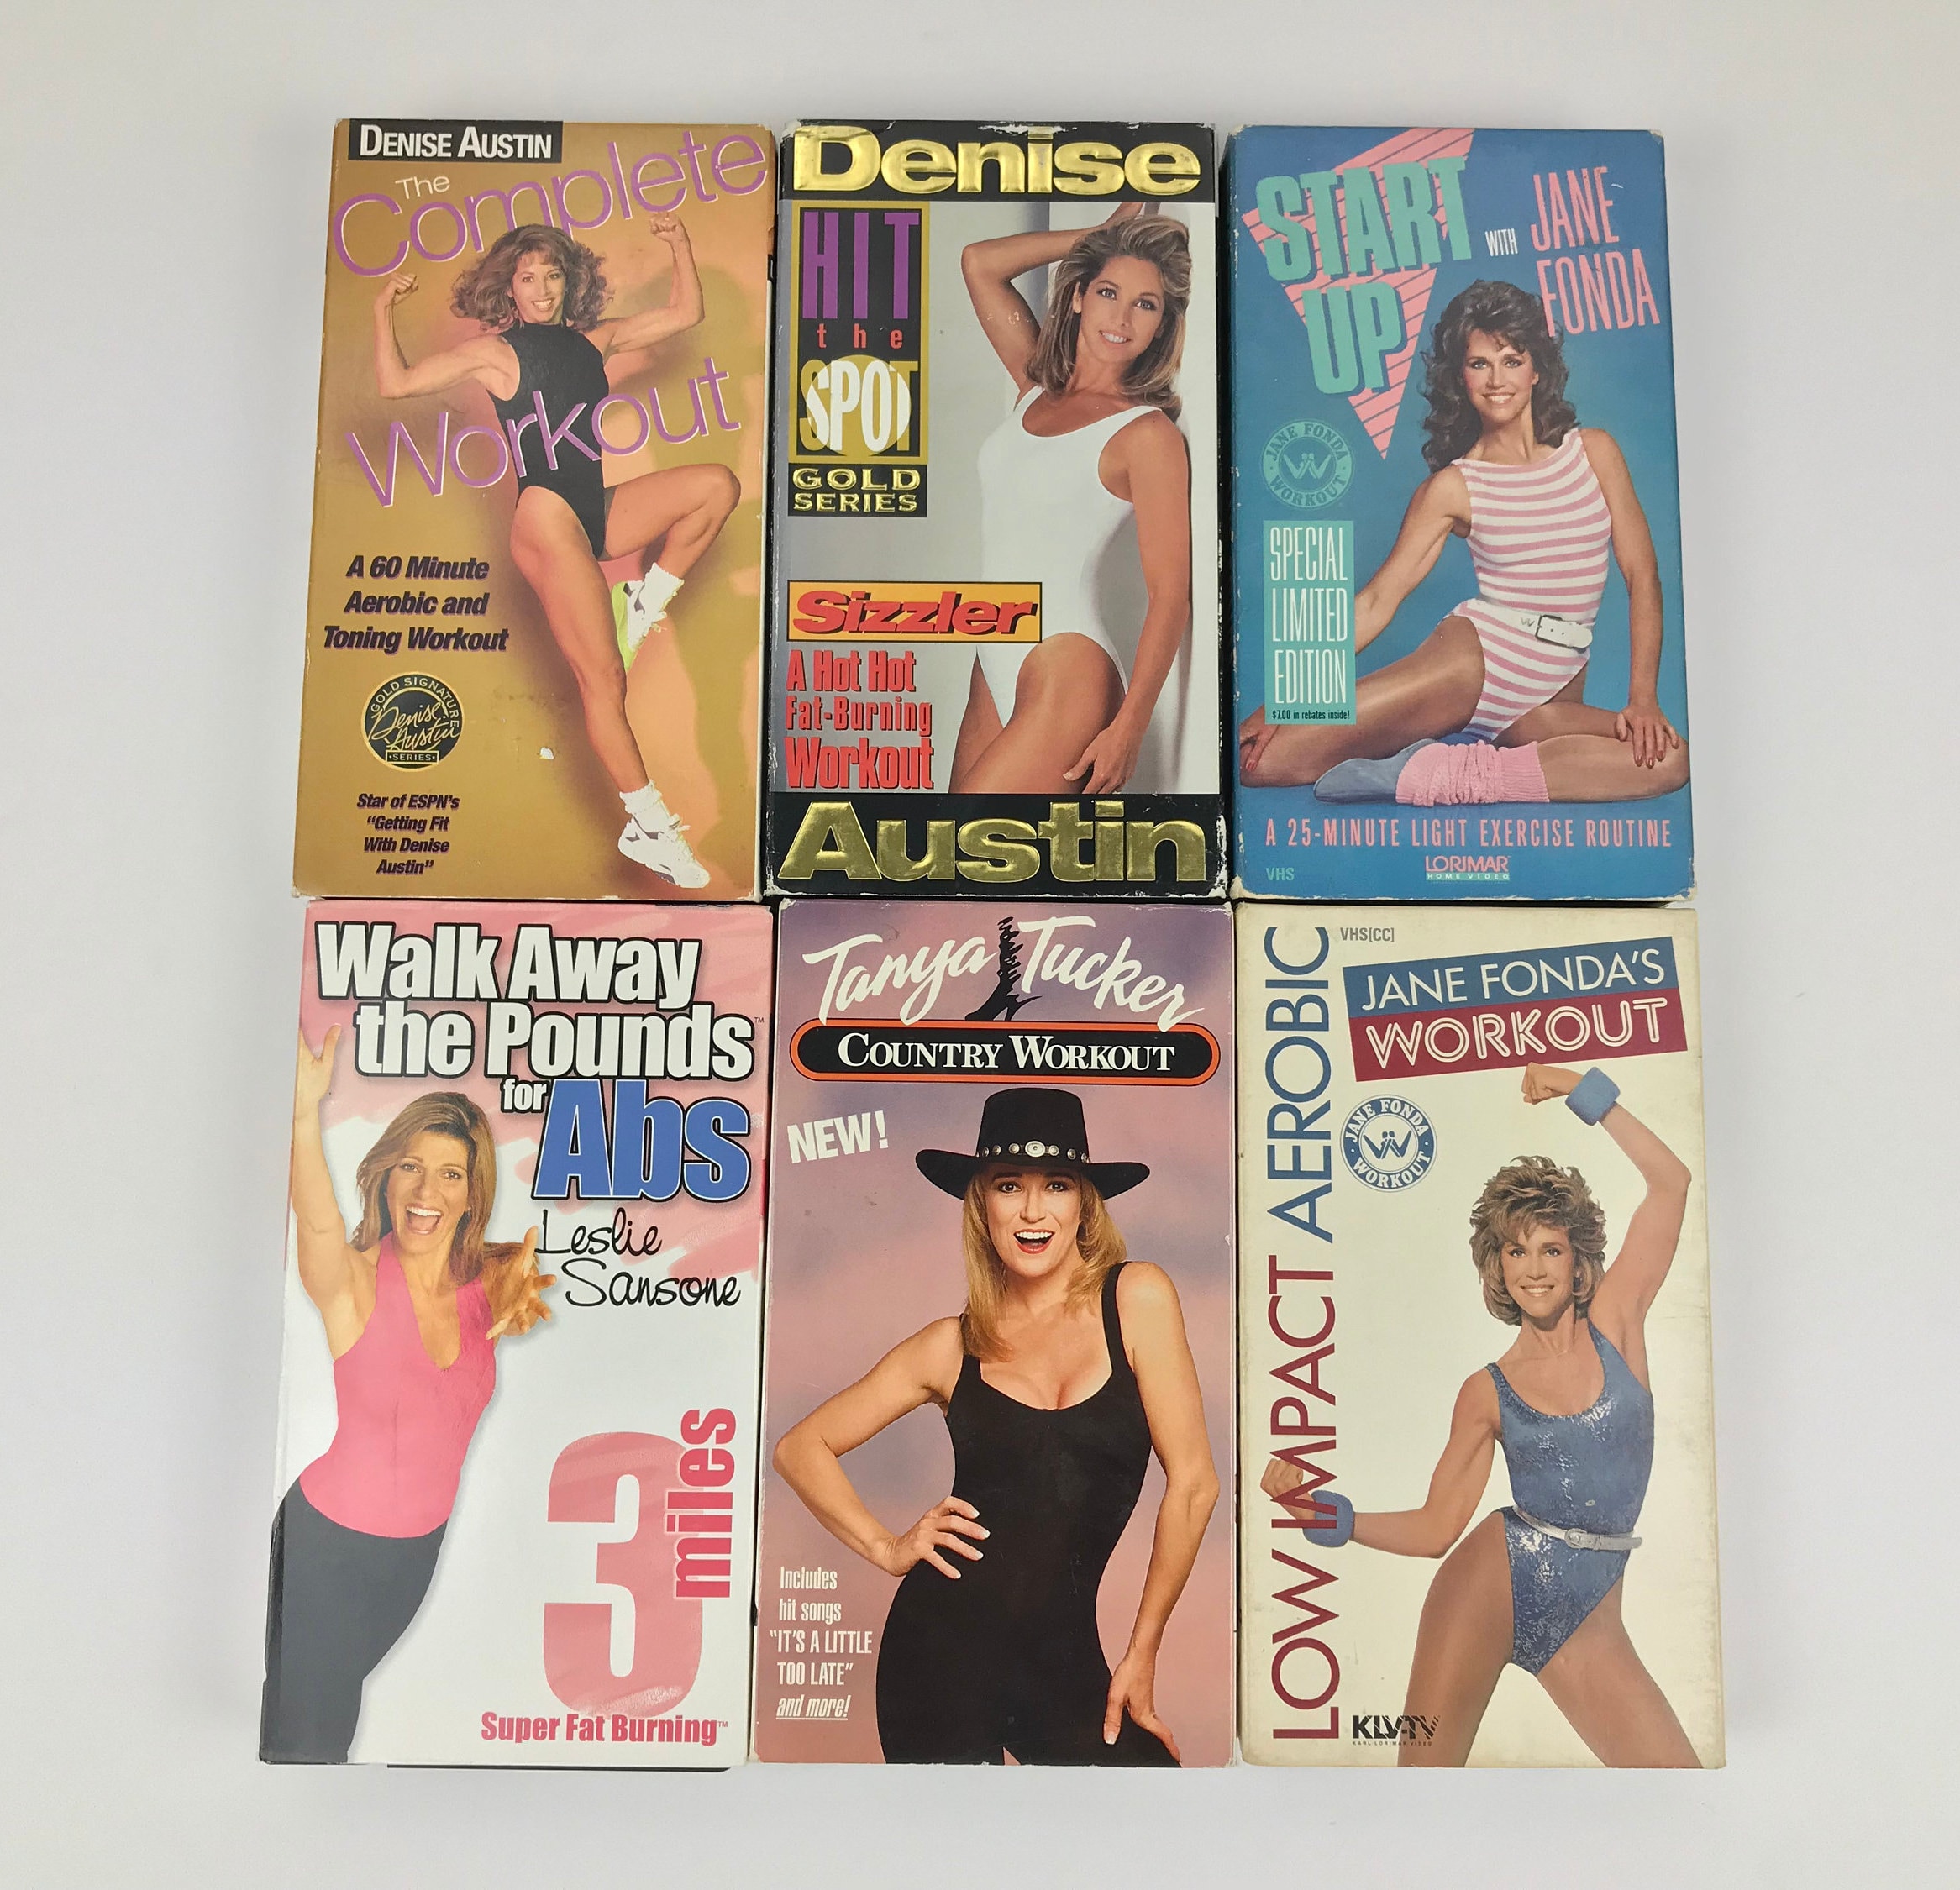 DENISE AUSTIN
The
Complete
Workout
A 60 Minute
Aerobic and
Toning Workout
GOLD SIGNATURE
Denise
Austin
•SERIES•
Star of ESPN's
"Getting Fit
With Denise
Austin"
Denise
HIT
the
SPOT
GOLD
SERIES
Sizzler
A Hot Hot
Fat-Burning
Workout
Austin
START
UP
WITH
JANE
FONDA
JANE FONDA
WORKOUT
SPECIAL
LIMITED
EDITION
$7.00 in rebates inside!
A 25-MINUTE LIGHT EXERCISE ROUTINE
VHS
LORIMAR
HOME VIDEO
Walk Away
the Pounds™
for Abs
Leslie
Sansone
3
miles
Super Fat Burning™
Tanya Tucker
COUNTRY WORKOUT
NEW!
Includes
hit songs
"IT'S A LITTLE
TOO LATE"
and more!
VHS[CC]
JANE FONDA'S
WORKOUT
JANE FONDA
WORKOUT
LOW IMPACT AEROBIC
KLV-TV
KARL LORIMAR VIDEO